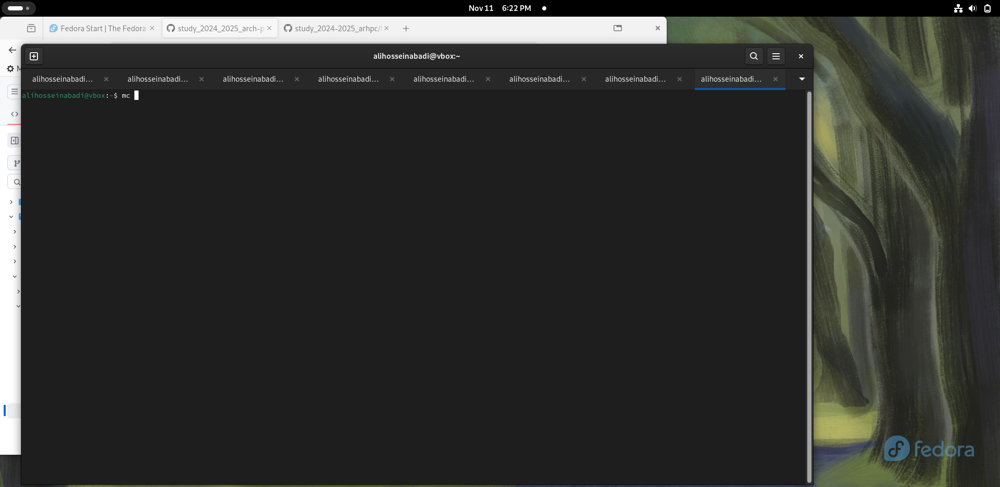 Nov 11 6:22 PM
Fedora Start | The Fedora
study_2024_2025_arch-p
study_2024-2025_arhpc/
alihosseinabadi@vbox:~
alihosseinabadi... alihosseinabadi... alihosseinabadi... alihosseinabadi... alihosseinabadi... alihosseinabadi... alihosseinabadi... alihosseinabadi...
alihosseinabadi@vbox:~$ mc
fedora